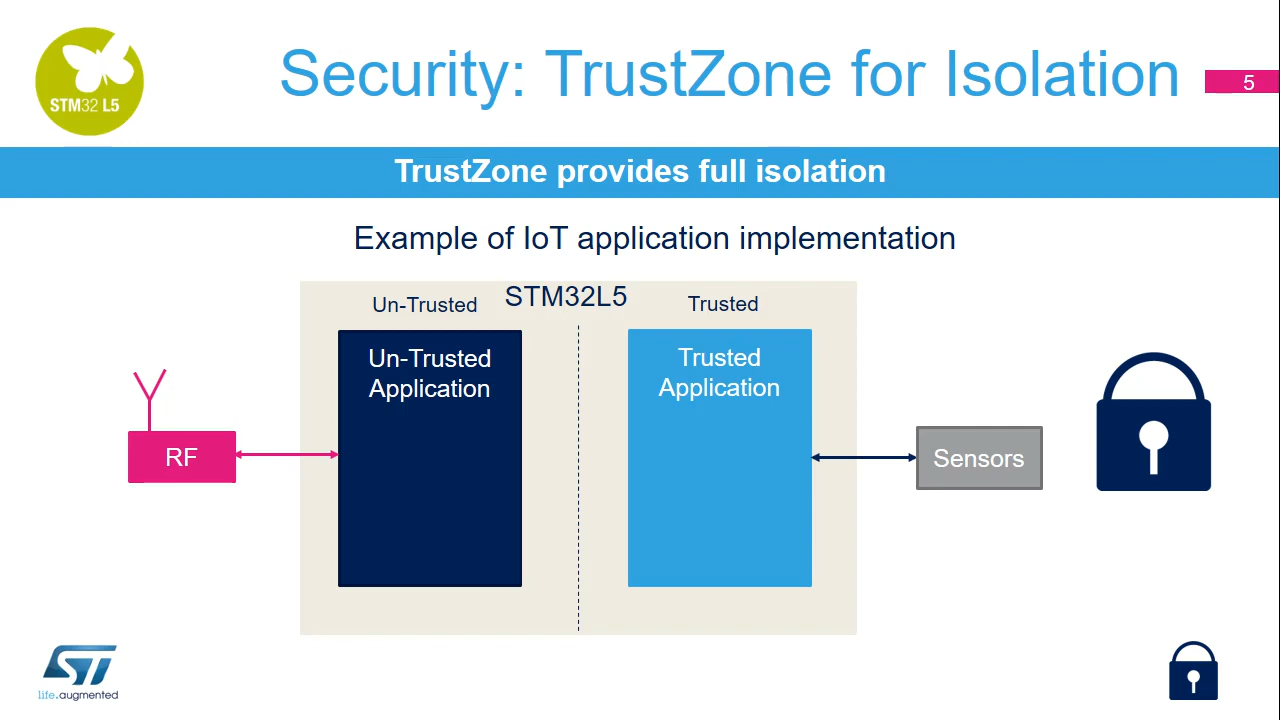 Security: TrustZone for Isolation
5
STM32 L5
TrustZone provides full isolation
Example of IoT application implementation
STM32L5
Un-Trusted
Trusted
Un-Trusted
Application
Trusted
Application
RF
Sensors
ST
life.augmented